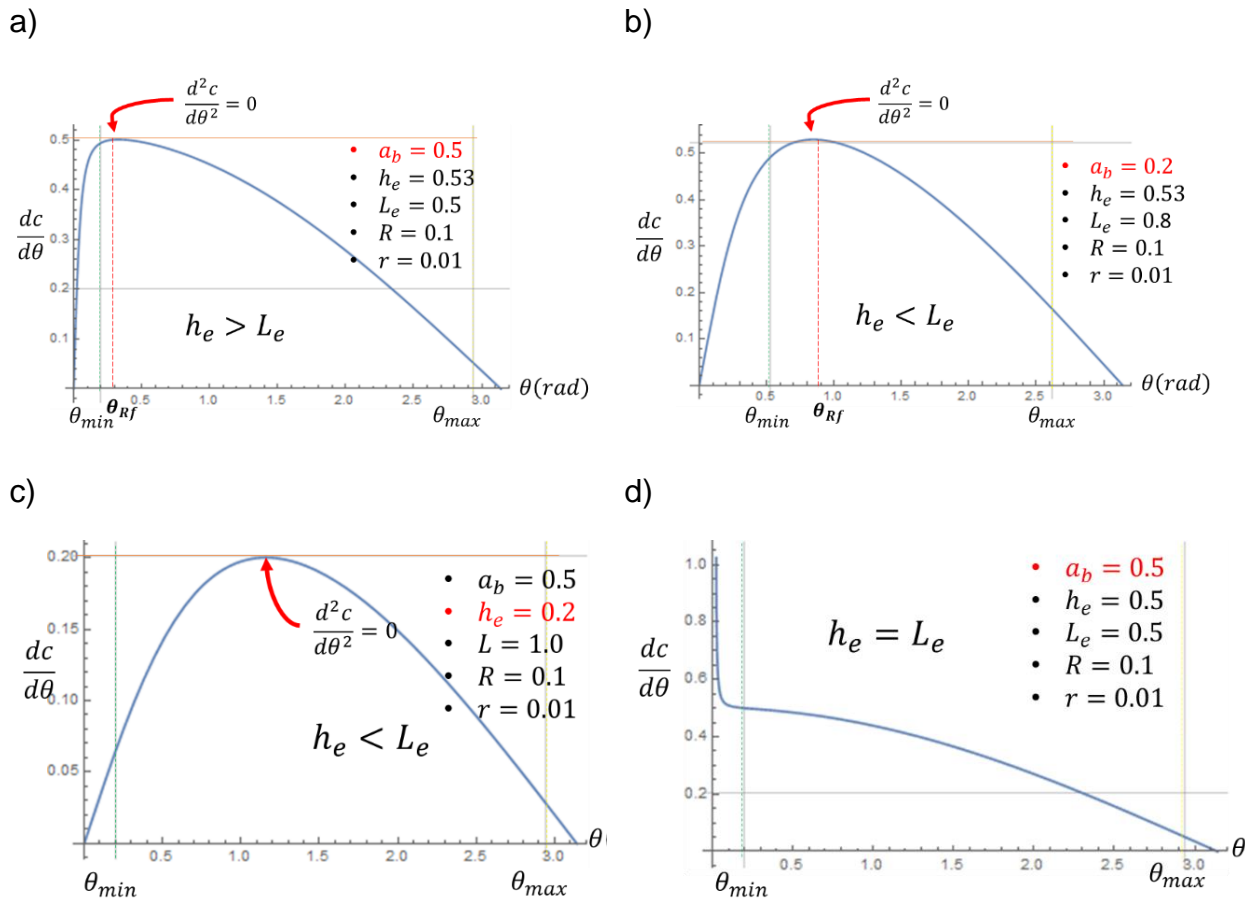 a)
d²c/dθ² = 0
0.5
0.4
0.3
0.2
0.1
dc/dθ
• a_b = 0.5
• h_e = 0.53
• L_e = 0.5
• R = 0.1
• r = 0.01
h_e > L_e
θ(rad)
0.5 1.0 1.5 2.0 2.5 3.0
θ_min θ_Rf θ_max
b)
d²c/dθ² = 0
0.5
0.4
0.3
0.2
0.1
dc/dθ
• a_b = 0.2
• h_e = 0.53
• L_e = 0.8
• R = 0.1
• r = 0.01
h_e < L_e
θ(rad)
0.5 1.0 1.5 2.0 2.5 3.0
θ_min θ_Rf θ_max
c)
0.20
0.15
0.10
0.05
dc/dθ
d²c/dθ² = 0
• a_b = 0.5
• h_e = 0.2
• L = 1.0
• R = 0.1
• r = 0.01
h_e < L_e
θ(
0.5 1.0 1.5 2.0 2.5 3.0
θ_min θ_max
d)
1.0
0.8
0.6
0.4
0.2
dc/dθ
h_e = L_e
• a_b = 0.5
• h_e = 0.5
• L_e = 0.5
• R = 0.1
• r = 0.01
θ
0.5 1.0 1.5 2.0 2.5 3.0
θ_min θ_max